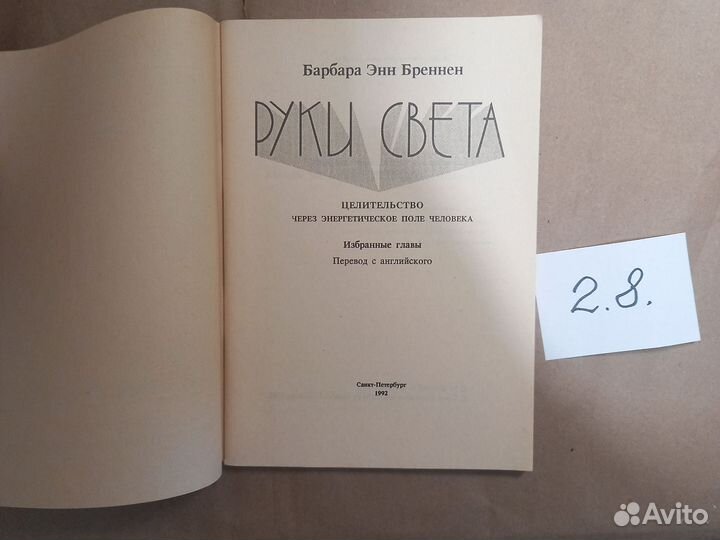 Барбара Энн Бреннен
РУКИ СВЕТА
ЦЕЛИТЕЛЬСТВО
ЧЕРЕЗ ЭНЕРГЕТИЧЕСКОЕ ПОЛЕ ЧЕЛОВЕКА
Избранные главы
Перевод с английского
Санкт-Петербург
1992
2.8.
Avito